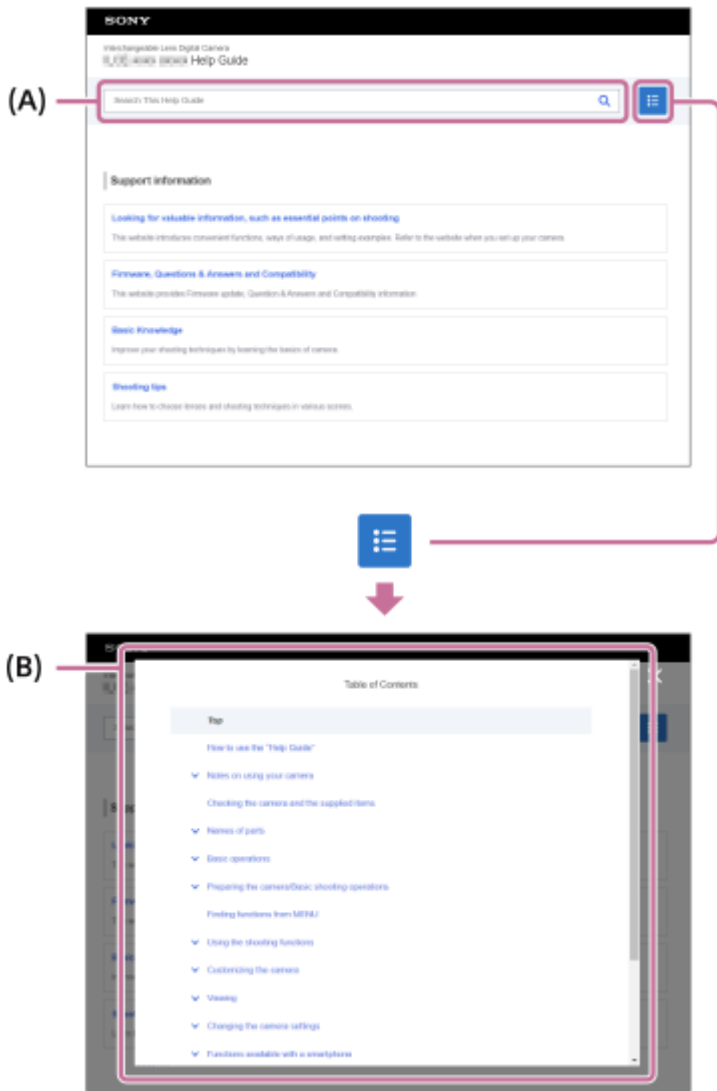 SONY
Interchangeable Lens Digital Camera
Help Guide
(A)
Search This Help Guide
Support information
Looking for valuable information, such as essential points on shooting
This website introduces convenient functions, ways of usage, and setting examples. Refer to the website when you set up your camera.
Firmware, Questions & Answers and Compatibility
This website provides Firmware update, Question & Answers and Compatibility information
Basic Knowledge
Improve your shooting techniques by learning the basics of camera.
Shooting tips
Learn how to choose lenses and shooting techniques in various scenes.
(B)
Table of Contents
Top
How to use the "Help Guide"
Notes on using your camera
Checking the camera and the supplied items
Names of parts
Basic operations
Preparing the camera/Basic shooting operations
Finding functions from MENU
Using the shooting functions
Customizing the camera
Viewing
Changing the camera settings
Functions available with a smartphone